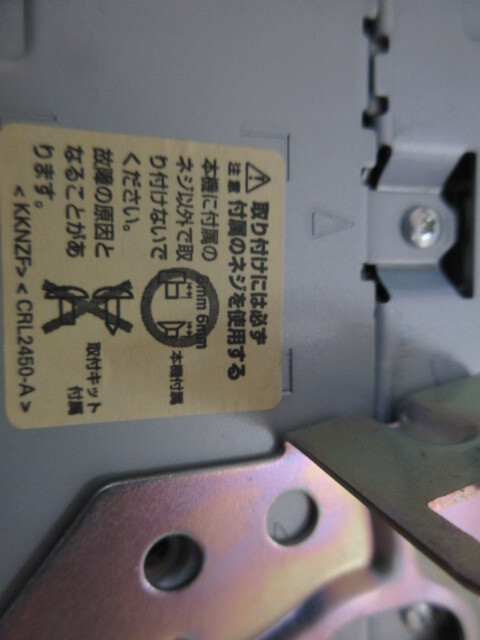 ⚠ 取り付けには必ず
注意 付属のネジを使用する
本機に付属の
ネジ以外で取
り付けないで
ください。
故障の原因と
なることがあ
ります。
6mm 6mm
本機付属
取付キット
付属
<KKNZF> <CRL2450-A>